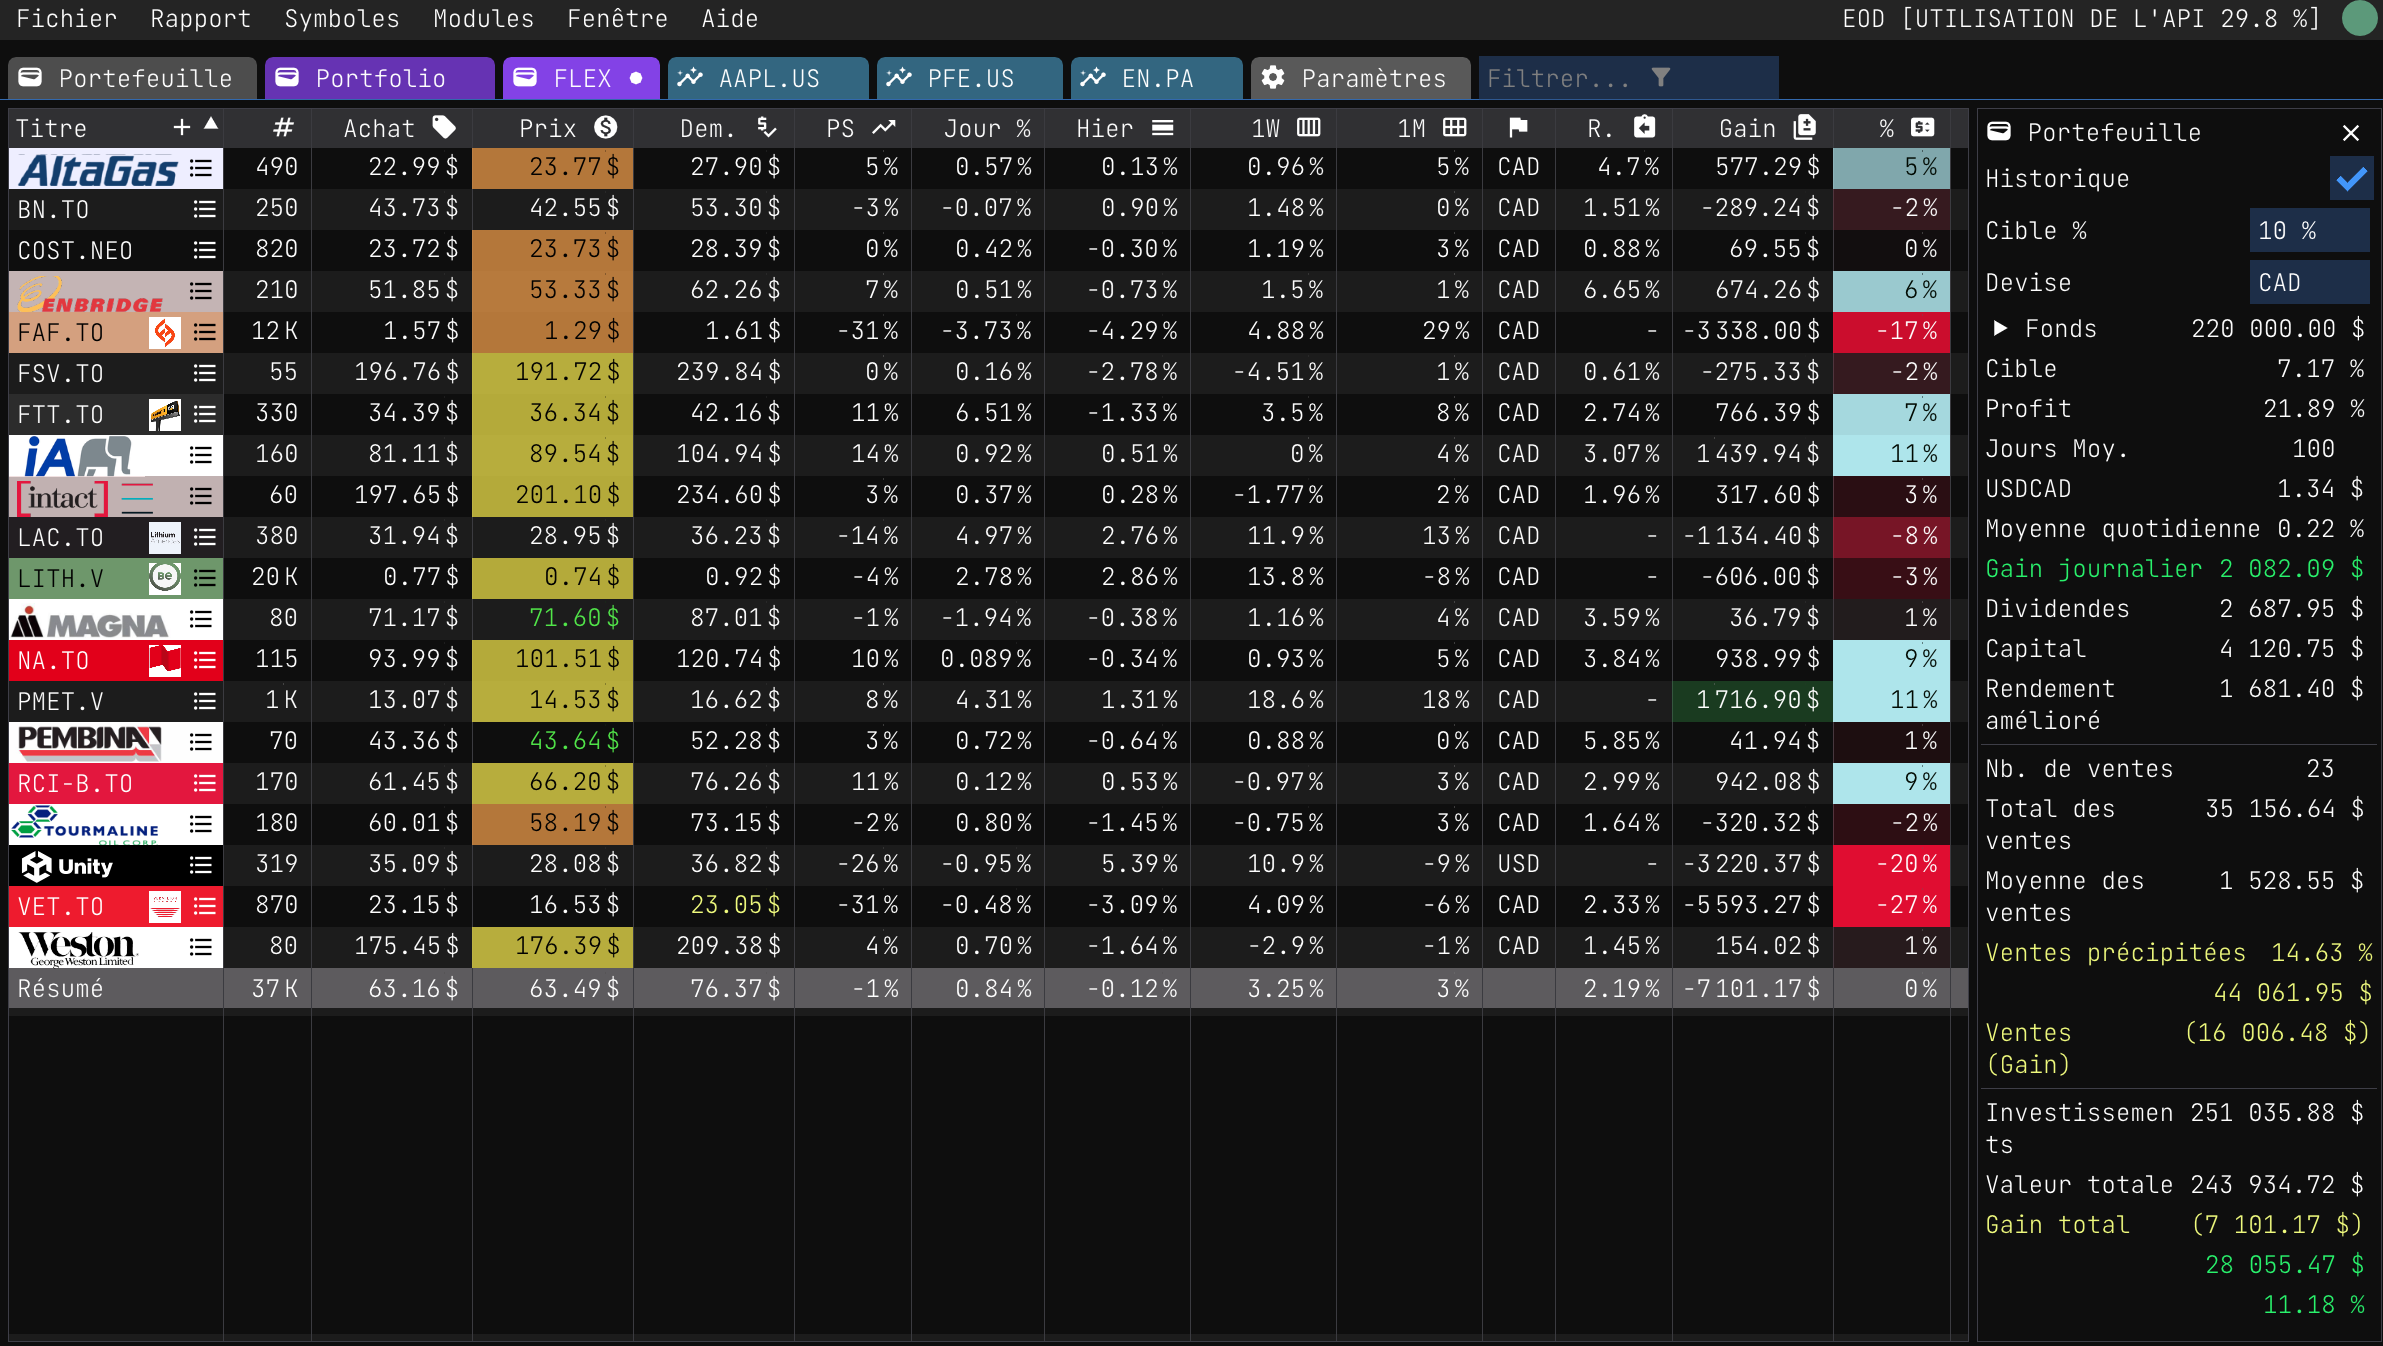 Fichier Rapport Symboles Modules Fenêtre Aide EOD [UTILISATION DE L'API 29.8 %]
Portefeuille Portfolio FLEX AAPL.US PFE.US EN.PA Paramètres Filtrer...
Titre + # Achat Prix Dem. PS Jour % Hier 1W 1M R. Gain %
AltaGas 490 22.99 $ 23.77 $ 27.90 $ 5 % 0.57 % 0.13 % 0.96 % 5 % CAD 4.7 % 577.29 $ 5 %
BN.TO 250 43.73 $ 42.55 $ 53.30 $ -3 % -0.07 % 0.90 % 1.48 % 0 % CAD 1.51 % -289.24 $ -2 %
COST.NEO 820 23.72 $ 23.73 $ 28.39 $ 0 % 0.42 % -0.30 % 1.19 % 3 % CAD 0.88 % 69.55 $ 0 %
ENBRIDGE 210 51.85 $ 53.33 $ 62.26 $ 7 % 0.51 % -0.73 % 1.5 % 1 % CAD 6.65 % 674.26 $ 6 %
FAF.TO 12 K 1.57 $ 1.29 $ 1.61 $ -31 % -3.73 % -4.29 % 4.88 % 29 % CAD - -3 338.00 $ -17 %
FSV.TO 55 196.76 $ 191.72 $ 239.84 $ 0 % 0.16 % -2.78 % -4.51 % 1 % CAD 0.61 % -275.33 $ -2 %
FTT.TO 330 34.39 $ 36.34 $ 42.16 $ 11 % 6.51 % -1.33 % 3.5 % 8 % CAD 2.74 % 766.39 $ 7 %
iA 160 81.11 $ 89.54 $ 104.94 $ 14 % 0.92 % 0.51 % 0 % 4 % CAD 3.07 % 1 439.94 $ 11 %
[intact] 60 197.65 $ 201.10 $ 234.60 $ 3 % 0.37 % 0.28 % -1.77 % 2 % CAD 1.96 % 317.60 $ 3 %
LAC.TO Lithium 380 31.94 $ 28.95 $ 36.23 $ -14 % 4.97 % 2.76 % 11.9 % 13 % CAD - -1 134.40 $ -8 %
LITH.V Be 20 K 0.77 $ 0.74 $ 0.92 $ -4 % 2.78 % 2.86 % 13.8 % -8 % CAD - -606.00 $ -3 %
MAGNA 80 71.17 $ 71.60 $ 87.01 $ -1 % -1.94 % -0.38 % 1.16 % 4 % CAD 3.59 % 36.79 $ 1 %
NA.TO 115 93.99 $ 101.51 $ 120.74 $ 10 % 0.089 % -0.34 % 0.93 % 5 % CAD 3.84 % 938.99 $ 9 %
PMET.V 1 K 13.07 $ 14.53 $ 16.62 $ 8 % 4.31 % 1.31 % 18.6 % 18 % CAD - 1 716.90 $ 11 %
PEMBINA 70 43.36 $ 43.64 $ 52.28 $ 3 % 0.72 % -0.64 % 0.88 % 0 % CAD 5.85 % 41.94 $ 1 %
RCI-B.TO 170 61.45 $ 66.20 $ 76.26 $ 11 % 0.12 % 0.53 % -0.97 % 3 % CAD 2.99 % 942.08 $ 9 %
TOURMALINE OIL CORP 180 60.01 $ 58.19 $ 73.15 $ -2 % 0.80 % -1.45 % -0.75 % 3 % CAD 1.64 % -320.32 $ -2 %
Unity 319 35.09 $ 28.08 $ 36.82 $ -26 % -0.95 % 5.39 % 10.9 % -9 % USD - -3 220.37 $ -20 %
VET.TO 870 23.15 $ 16.53 $ 23.05 $ -31 % -0.48 % -3.09 % 4.09 % -6 % CAD 2.33 % -5 593.27 $ -27 %
Weston George Weston Limited 80 175.45 $ 176.39 $ 209.38 $ 4 % 0.70 % -1.64 % -2.9 % -1 % CAD 1.45 % 154.02 $ 1 %
Résumé 37 K 63.16 $ 63.49 $ 76.37 $ -1 % 0.84 % -0.12 % 3.25 % 3 % 2.19 % -7 101.17 $ 0 %
Portefeuille
Historique
Cible % 10 %
Devise CAD
Fonds 220 000.00 $
Cible 7.17 %
Profit 21.89 %
Jours Moy. 100
USDCAD 1.34 $
Moyenne quotidienne 0.22 %
Gain journalier 2 082.09 $
Dividendes 2 687.95 $
Capital 4 120.75 $
Rendement 1 681.40 $
amélioré
Nb. de ventes 23
Total des 35 156.64 $
ventes
Moyenne des 1 528.55 $
ventes
Ventes précipitées 14.63 %
44 061.95 $
Ventes (16 006.48 $)
(Gain)
Investissemen 251 035.88 $
ts
Valeur totale 243 934.72 $
Gain total (7 101.17 $)
28 055.47 $
11.18 %